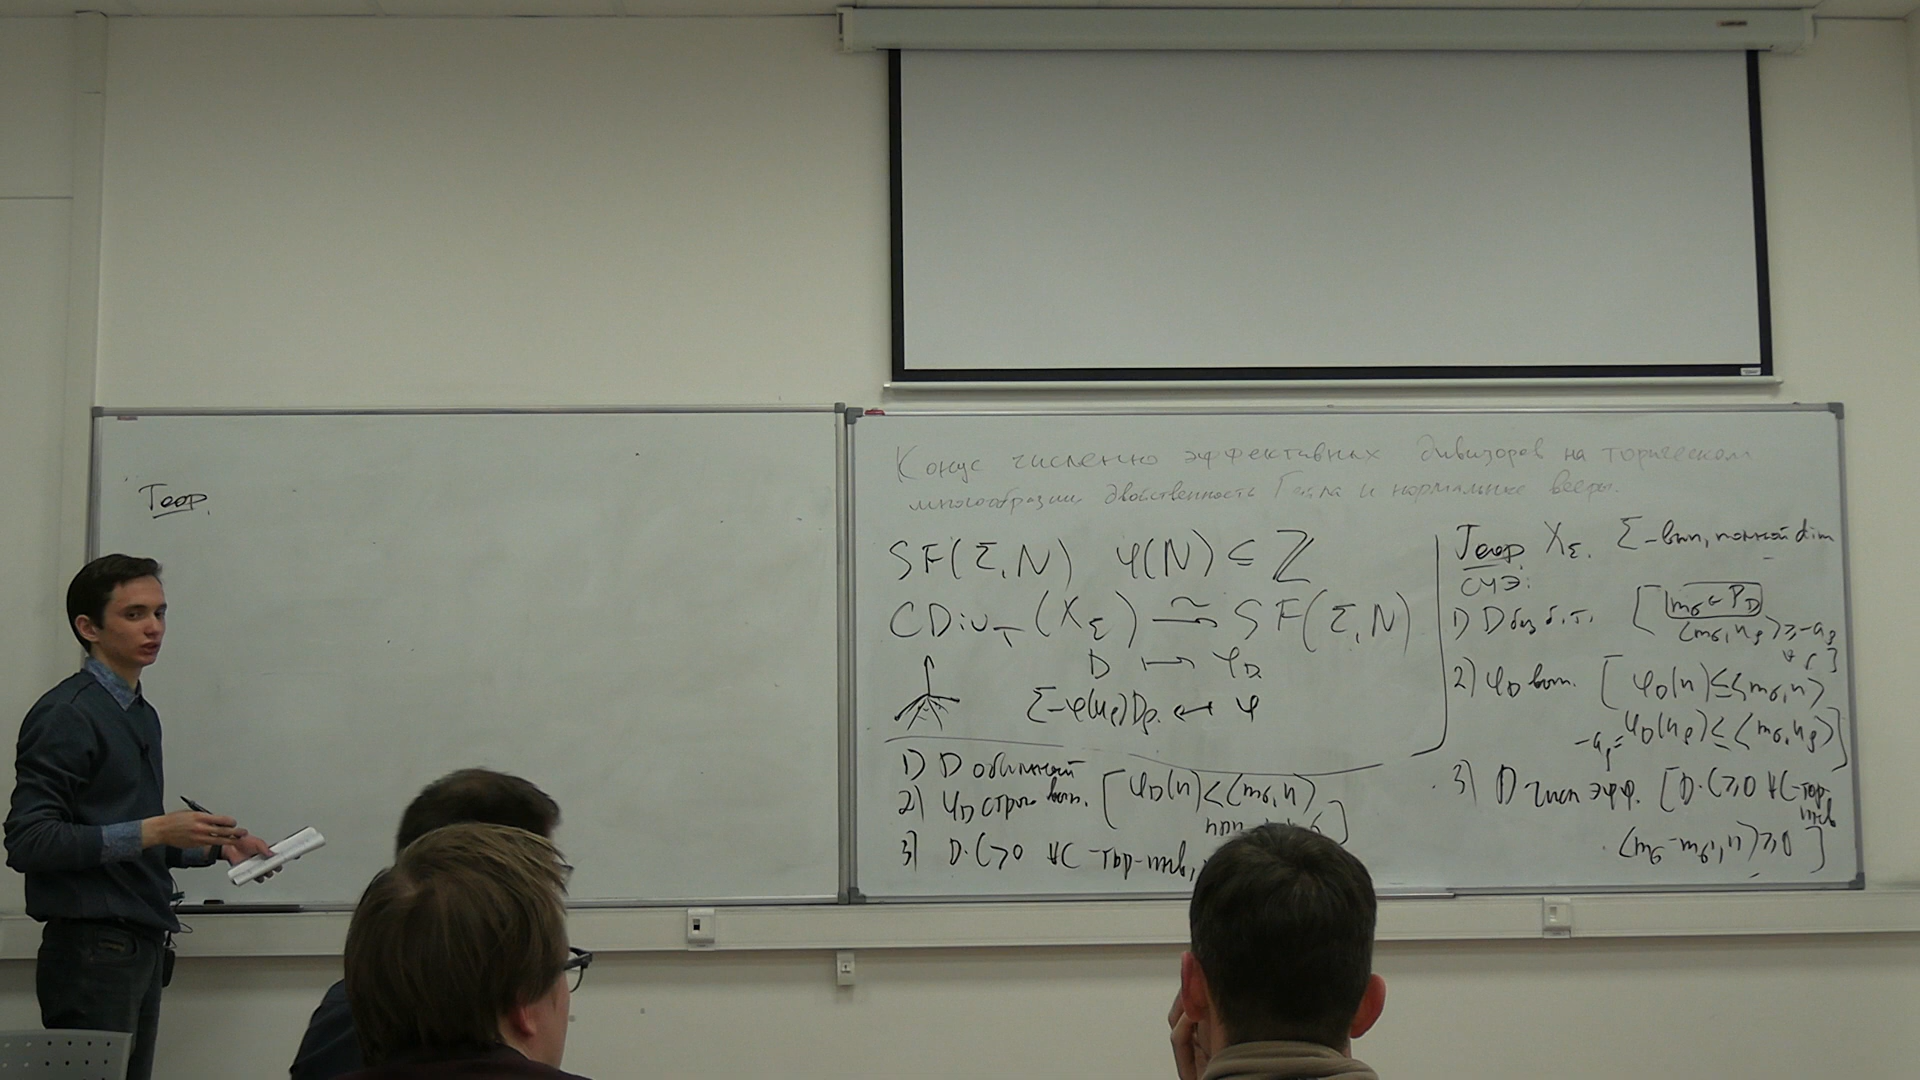 Теор.
Конус численно эффективных дивизоров на торическом
многообразии двойственность Гейла и нормальные вееры.
SF(Σ,N) φ(N) ⊆ ℤ
CDiv_T(X_Σ) ⥲ SF(Σ,N)
D ↦ φ_D
Σ-φ(u_ρ)D_ρ ↤ φ
1) D обильный
2) φ_D строго вып. [φ_D(n) < ⟨m_σ, n⟩
3) D·C>0 ∀C-тор-
Теор. X_Σ. Σ-вып, полной dim
СУЭ:
1) D без б.т. [m_σ ∈ P_D
⟨m_σ, u_ρ⟩ ≥ -a_ρ
∀ρ]
2) φ_D вып. [φ_D(n) ≤ ⟨m_σ, n⟩
-a_ρ = φ_D(u_ρ) ≤ ⟨m_σ, u_ρ⟩]
3) D числ эфф. [D·C ≥ 0 ∀C-тор-
⟨m_σ - m_σ', n⟩ ≥ 0]